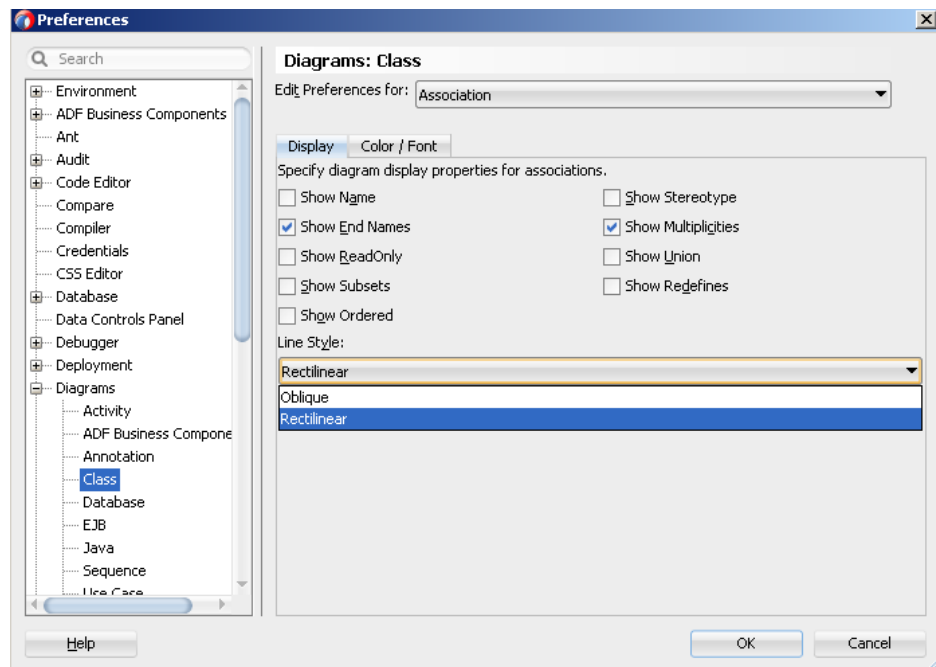 Preferences
Search
Environment
ADF Business Components
Ant
Audit
Code Editor
Compare
Compiler
Credentials
CSS Editor
Database
Data Controls Panel
Debugger
Deployment
Diagrams
Activity
ADF Business Compone
Annotation
Class
Database
EJB
Java
Sequence
Use Case
Diagrams: Class
Edit Preferences for: Association
Display Color / Font
Specify diagram display properties for associations.
Show Name Show Stereotype
Show End Names Show Multiplicities
Show ReadOnly Show Union
Show Subsets Show Redefines
Show Ordered
Line Style:
Rectilinear
Oblique
Rectilinear
Help OK Cancel